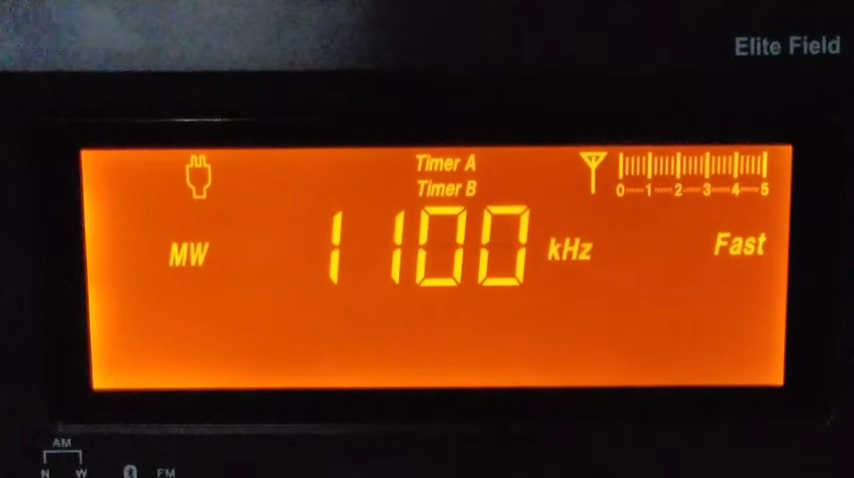 Elite Field
Timer A
Timer B
0 1 2 3 4 5
MW 1100 kHz Fast
AM
N W FM